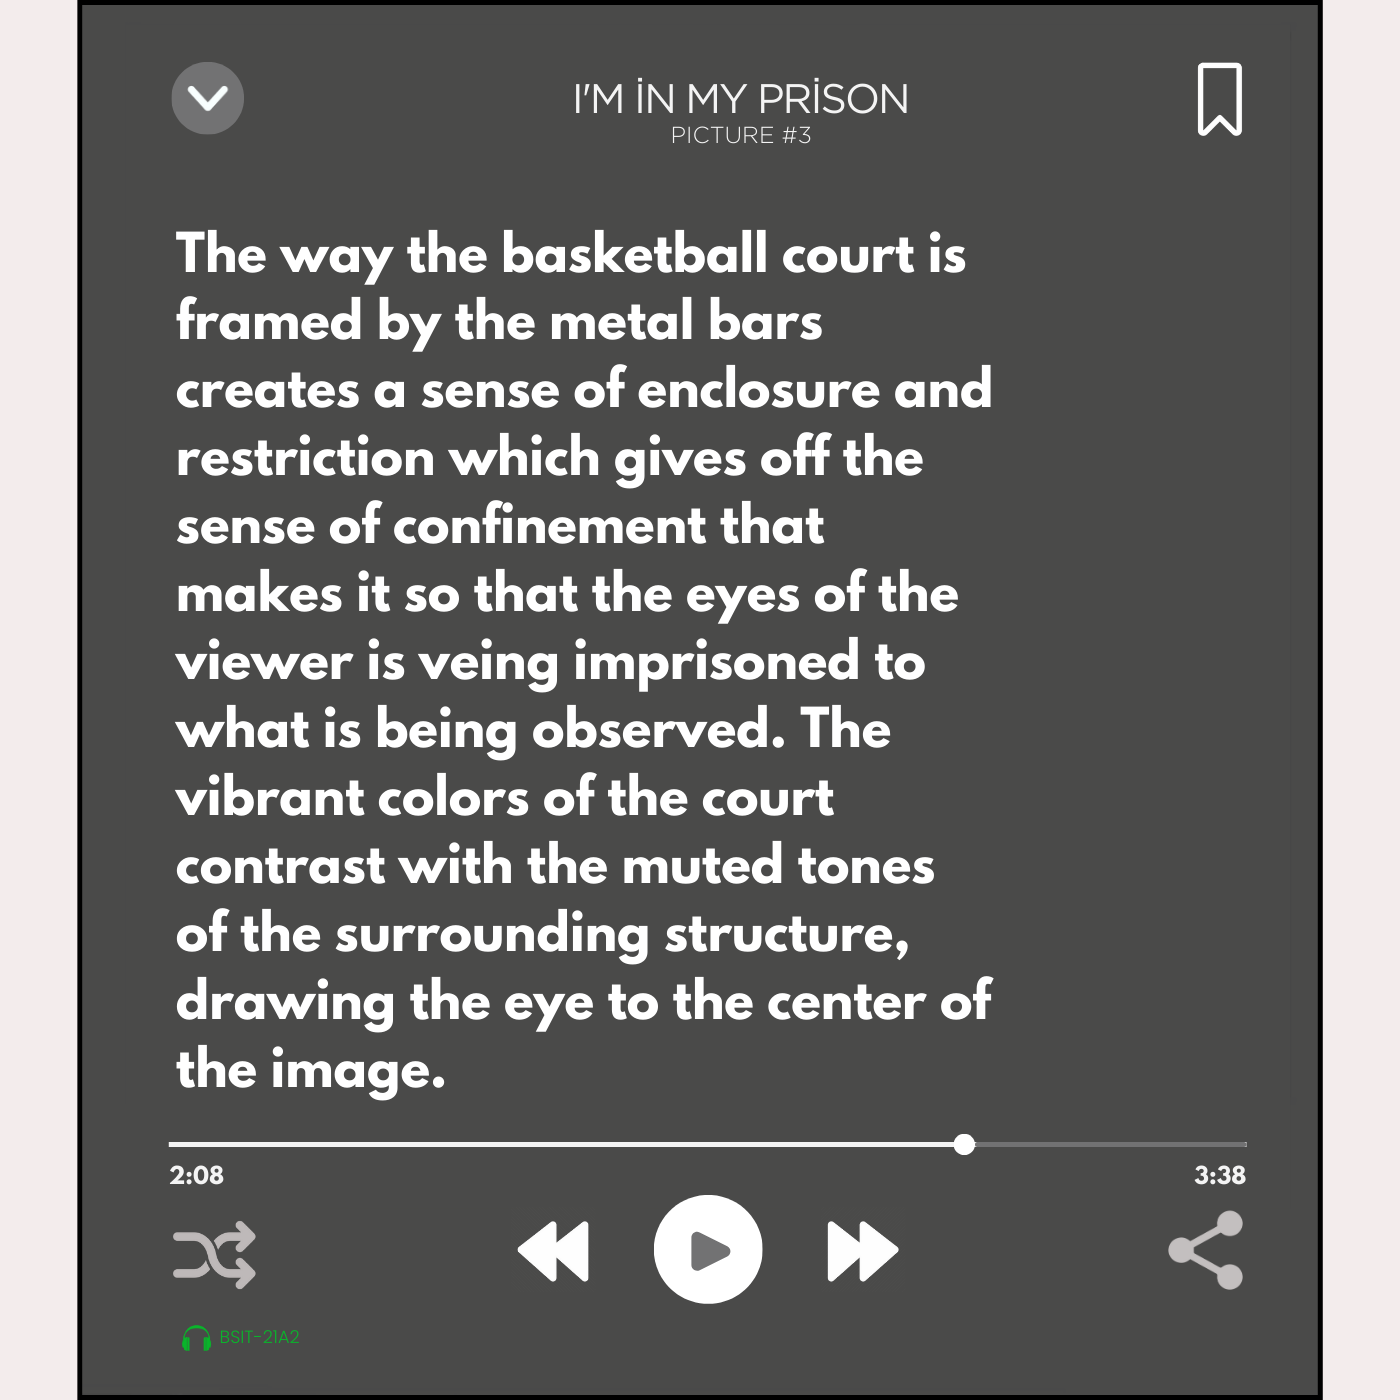 I'M İN MY PRİSON
PICTURE #3
The way the basketball court is
framed by the metal bars
creates a sense of enclosure and
restriction which gives off the
sense of confinement that
makes it so that the eyes of the
viewer is veing imprisoned to
what is being observed. The
vibrant colors of the court
contrast with the muted tones
of the surrounding structure,
drawing the eye to the center of
the image.
2:08
3:38
BSIT-21A2